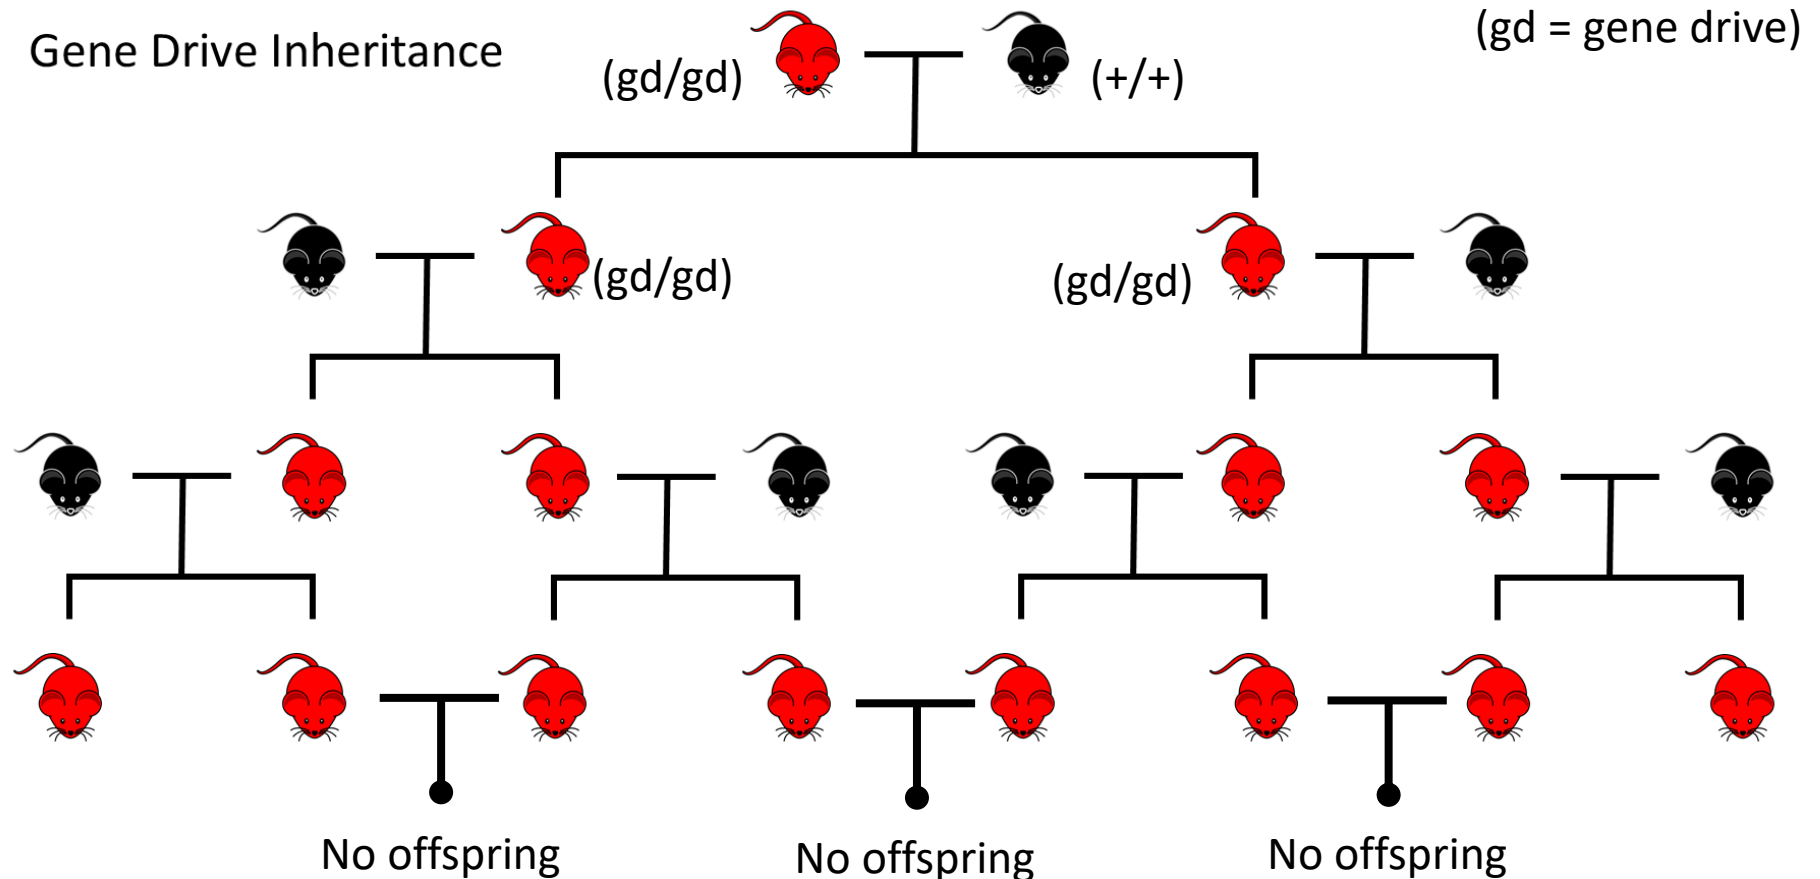 Gene Drive Inheritance
(gd = gene drive)
(gd/gd)
(+/+)
(gd/gd)
(gd/gd)
No offspring
No offspring
No offspring